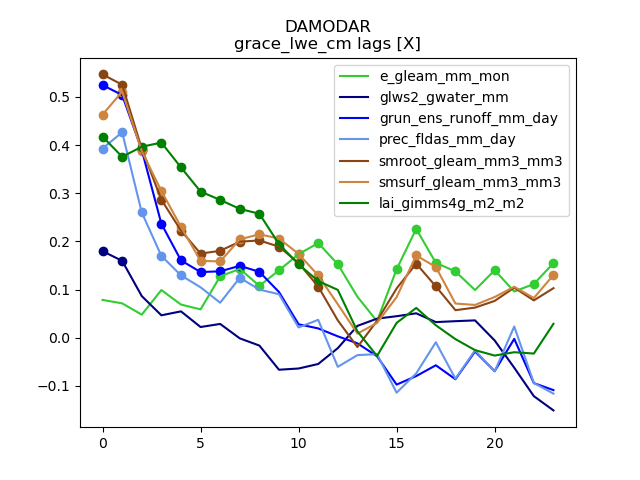 DAMODAR
grace_lwe_cm lags [X]
e_gleam_mm_mon
glws2_gwater_mm
grun_ens_runoff_mm_day
prec_fldas_mm_day
smroot_gleam_mm3_mm3
smsurf_gleam_mm3_mm3
lai_gimms4g_m2_m2
0.5
0.4
0.3
0.2
0.1
0.0
−0.1
0 5 10 15 20